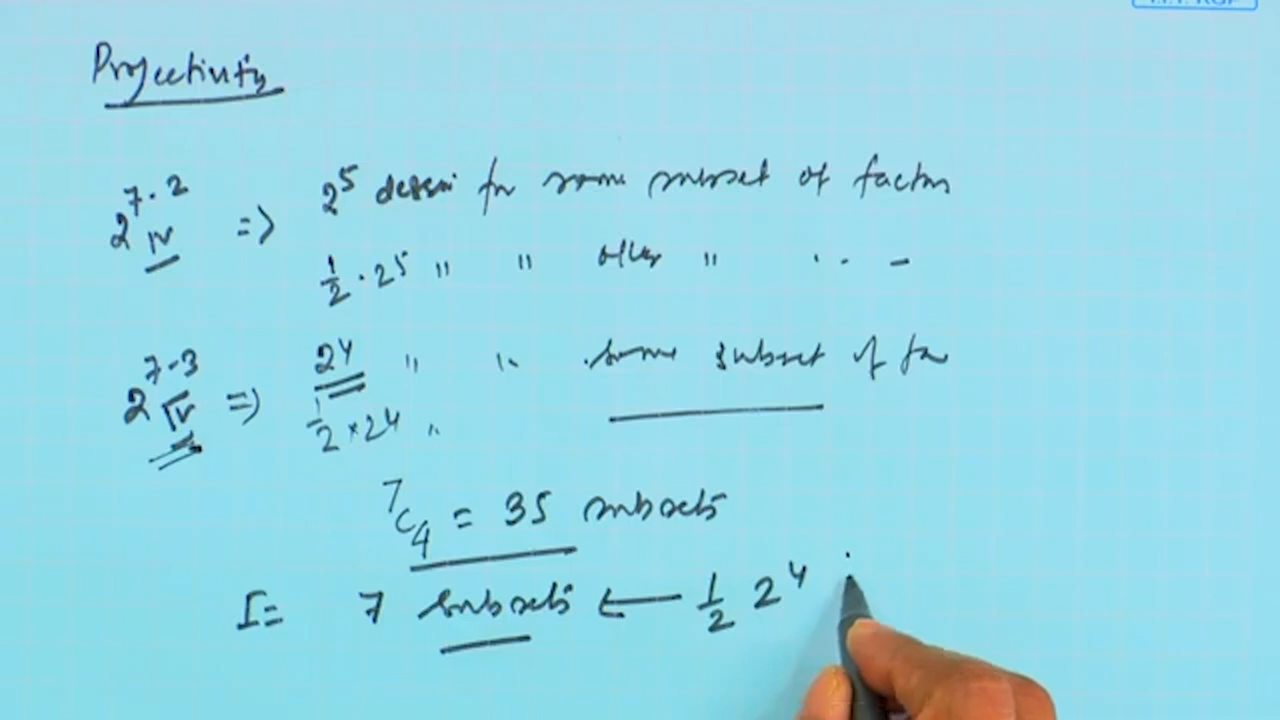 Projectivity
2^{7-2}_{IV} => 2^5 design for some subset of factors
1/2 · 2^5 " " other " . . –
2^{7-3}_{IV} => 2^4 " " some subset of fa
1/2 × 2^4 "
7C4 = 35 subsets
I = 7 subsets ← 1/2 2^4